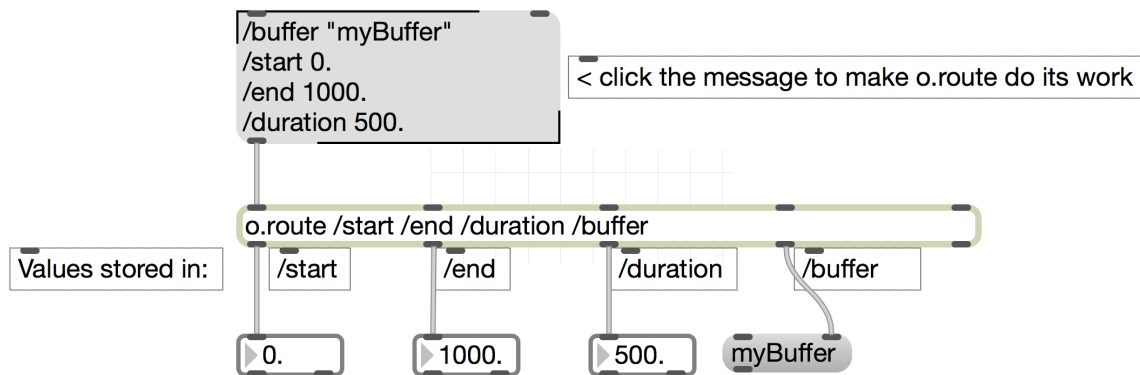 /buffer "myBuffer"
/start 0.
/end 1000.
/duration 500.
< click the message to make o.route do its work
o.route /start /end /duration /buffer
Values stored in: /start /end /duration /buffer
0. 1000. 500. myBuffer